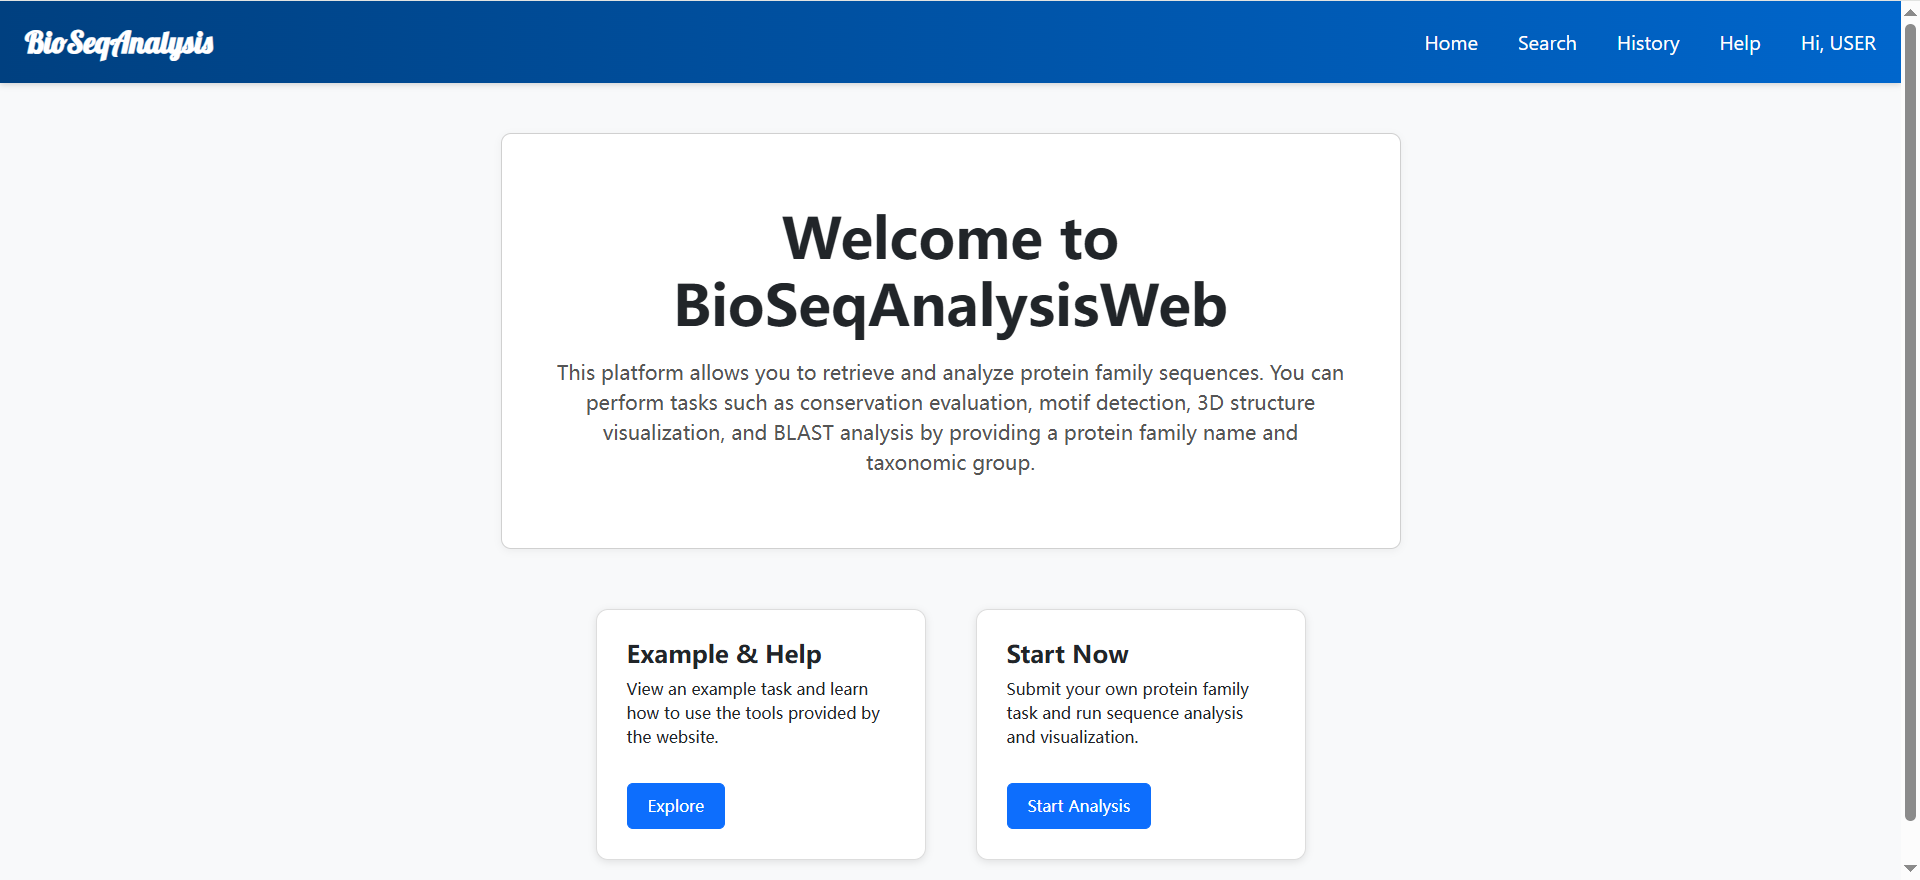 BioSeqAnalysis
Home Search History Help Hi, USER
Welcome to
BioSeqAnalysisWeb
This platform allows you to retrieve and analyze protein family sequences. You can
perform tasks such as conservation evaluation, motif detection, 3D structure
visualization, and BLAST analysis by providing a protein family name and
taxonomic group.
Example & Help
View an example task and learn
how to use the tools provided by
the website.
Explore
Start Now
Submit your own protein family
task and run sequence analysis
and visualization.
Start Analysis